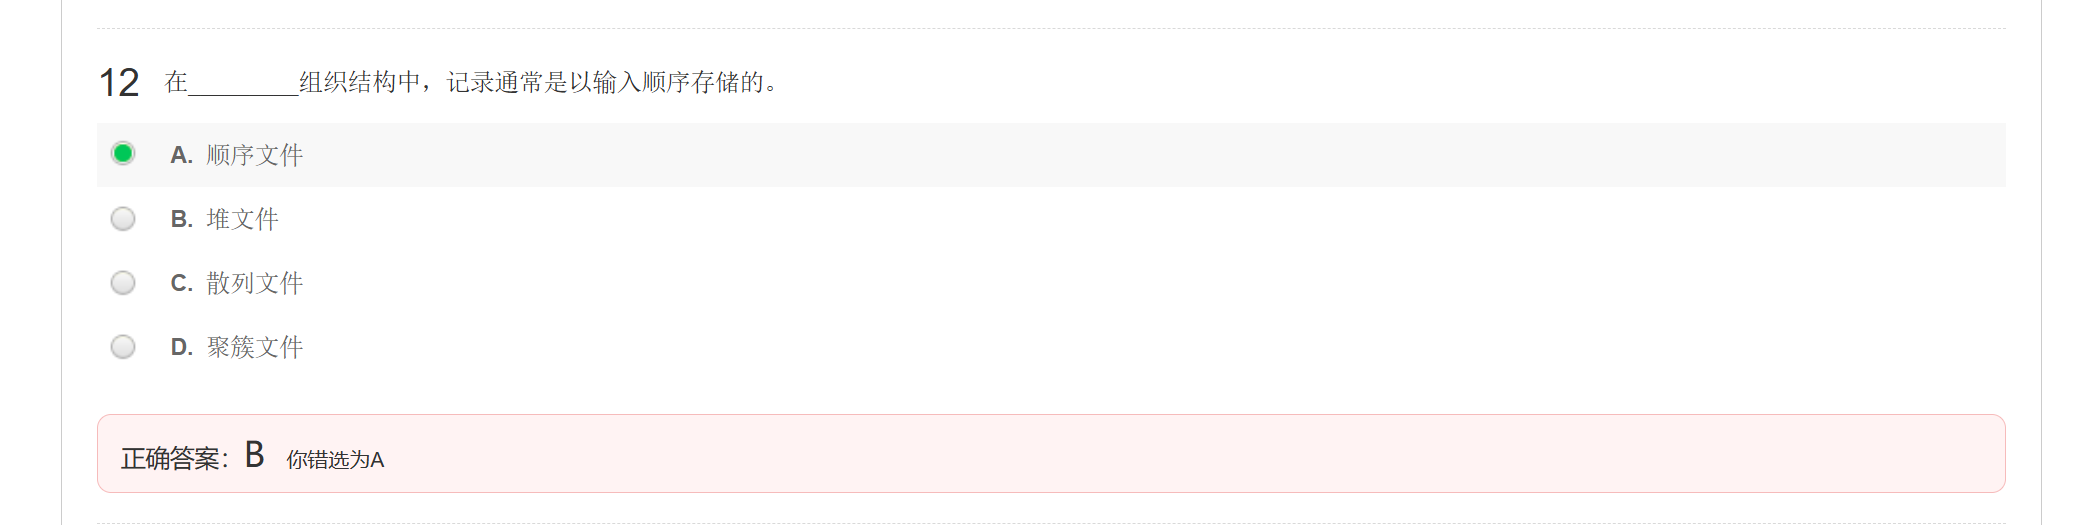 12 在________组织结构中，记录通常是以输入顺序存储的。
A. 顺序文件
B. 堆文件
C. 散列文件
D. 聚簇文件
正确答案：B 你错选为A